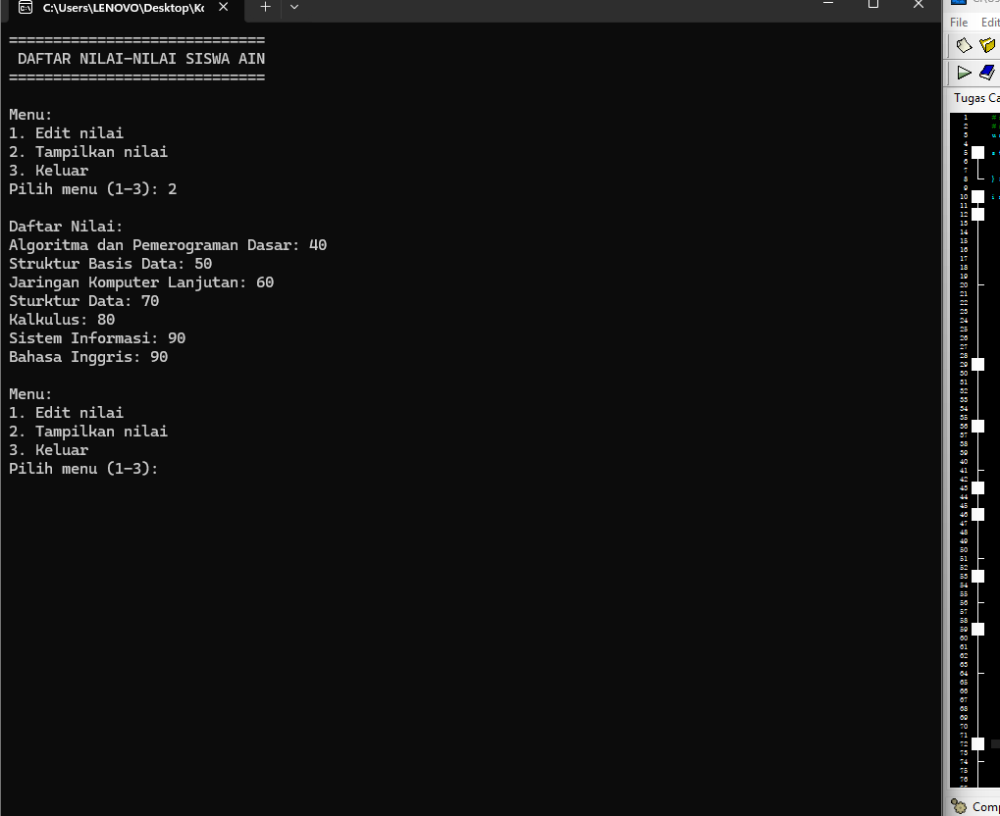 C:\Users\LENOVO\Desktop\Kc
=============================
DAFTAR NILAI-NILAI SISWA AIN
=============================
Menu:
1. Edit nilai
2. Tampilkan nilai
3. Keluar
Pilih menu (1-3): 2
Daftar Nilai:
Algoritma dan Pemerograman Dasar: 40
Struktur Basis Data: 50
Jaringan Komputer Lanjutan: 60
Sturktur Data: 70
Kalkulus: 80
Sistem Informasi: 90
Bahasa Inggris: 90
Menu:
1. Edit nilai
2. Tampilkan nilai
3. Keluar
Pilih menu (1-3):
File Edit
Tugas Ca
Comp